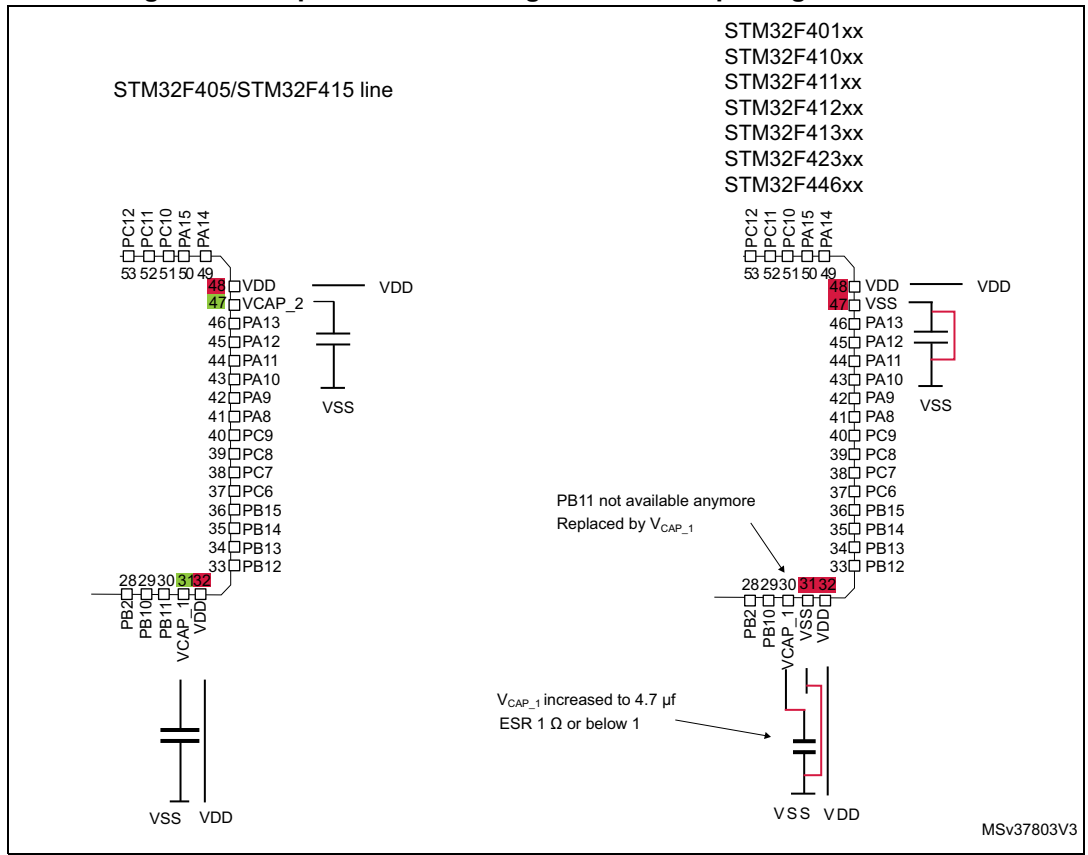 STM32F405/STM32F415 line
PC12
PC11
PC10
PA15
PA14
53 52 51 50 49
48 VDD
47 VCAP_2
46 PA13
45 PA12
44 PA11
43 PA10
42 PA9
41 PA8
40 PC9
39 PC8
38 PC7
37 PC6
36 PB15
35 PB14
34 PB13
33 PB12
VDD
VSS
28 29 30 31 32
PB2
PB10
PB11
VCAP_1
VDD
VSS VDD
STM32F401xx
STM32F410xx
STM32F411xx
STM32F412xx
STM32F413xx
STM32F423xx
STM32F446xx
PC12
PC11
PC10
PA15
PA14
53 52 51 50 49
48 VDD
47 VSS
46 PA13
45 PA12
44 PA11
43 PA10
42 PA9
41 PA8
40 PC9
39 PC8
38 PC7
37 PC6
36 PB15
35 PB14
34 PB13
33 PB12
VDD
VSS
PB11 not available anymore
Replaced by VCAP_1
28 29 30 31 32
PB2
PB10
VCAP_1
VSS
VDD
VCAP_1 increased to 4.7 µf
ESR 1 Ω or below 1
VSS VDD
MSv37803V3